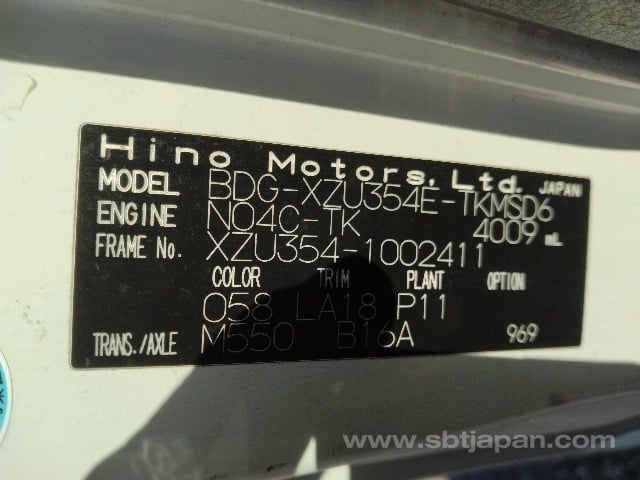 Hino Motors, Ltd. JAPAN
MODEL BDG-XZU354E-TKMSD6
ENGINE N04C-TK 4009 mL
FRAME No. XZU354-1002411
COLOR TRIM PLANT OPTION
058 LA18 P11
TRANS./AXLE M550 B16A 969
www.sbtjapan.com